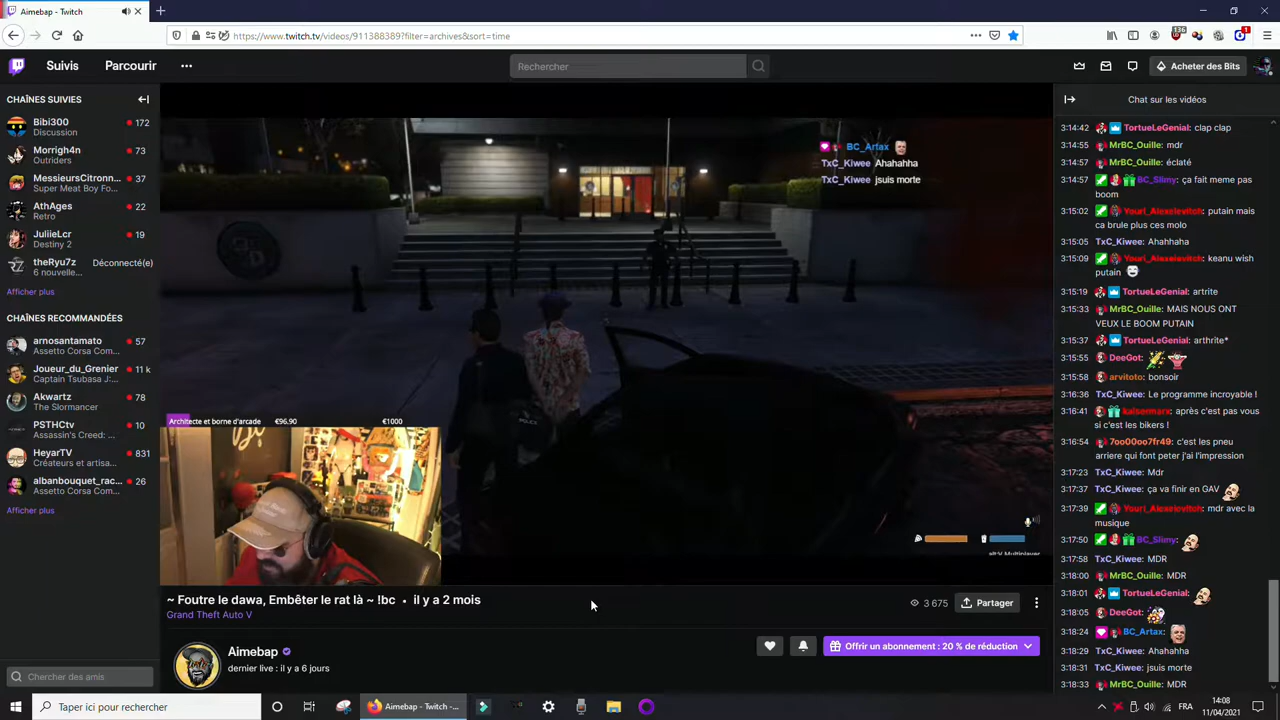 Aimebap - Twitch
https://www.twitch.tv/videos/911388389?filter=archives&sort=time
136
1
Suivis
Parcourir
Rechercher
Acheter des Bits
CHAÎNES SUIVIES
Bibi300
172
Discussion
Morrigh4n
73
Outriders
MessieursCitronn...
37
Super Meat Boy Fo...
AthAges
22
Retro
JuliieLcr
19
Destiny 2
theRyu7z
Déconnecté(e)
6 nouvelle...
Afficher plus
CHAÎNES RECOMMANDÉES
arnosantamato
57
Assetto Corsa Com...
Joueur_du_Grenier
11 k
Captain Tsubasa J:...
Akwartz
78
The Slormancer
PSTHCtv
10
Assassin's Creed: ...
HeyarTV
831
Créateurs et artisa...
albanbouquet_rac...
26
Assetto Corsa Com...
Afficher plus
Chercher des amis
BC_Artax
TxC_Kiwee Ahahahha
TxC_Kiwee jsuis morte
POLICE
Architecte et borne d'arcade €96.90 €1000
alt:V Multiplayer
~ Foutre le dawa, Embêter le rat là ~ !bc • il y a 2 mois
Grand Theft Auto V
3 675
Partager
Aimebap
dernier live : il y a 6 jours
Offrir un abonnement : 20 % de réduction
Chat sur les vidéos
3:14:42 TortueLeGenial: clap clap
3:14:55 MrBC_Ouille: mdr
3:14:57 MrBC_Ouille: éclaté
3:14:57 BC_Slimy: ça fait meme pas
boom
3:15:02 Youri_Alexeievitch: putain mais
ca brule plus ces molo
3:15:05 TxC_Kiwee: Ahahhaha
3:15:09 Youri_Alexeievitch: keanu wish
putain
3:15:19 TortueLeGenial: artrite
3:15:33 MrBC_Ouille: MAIS NOUS ONT
VEUX LE BOOM PUTAIN
3:15:37 TortueLeGenial: arthrite*
3:15:55 DeeGot:
3:15:58 arvitoto: bonsoir
3:16:36 TxC_Kiwee: Le programme incroyable !
3:16:41 kaisermarx: après c'est pas vous
si c'est les bikers !
3:16:54 7oo00oo7fr49: c'est les pneu
arriere qui font peter j'ai l'impression
3:17:23 TxC_Kiwee: Mdr
3:17:37 TxC_Kiwee: ça va finir en GAV
3:17:39 Youri_Alexeievitch: mdr avec la
musique
3:17:50 BC_Slimy:
3:17:58 TxC_Kiwee: MDR
3:18:00 MrBC_Ouille: MDR
3:18:01 TortueLeGenial:
3:18:05 DeeGot:
3:18:24 BC_Artax:
3:18:29 TxC_Kiwee: Ahahahha
3:18:31 TxC_Kiwee: jsuis morte
3:18:33 MrBC_Ouille: MDR
Taper ici pour rechercher
Aimebap - Twitch -...
FRA
14:08
11/04/2021